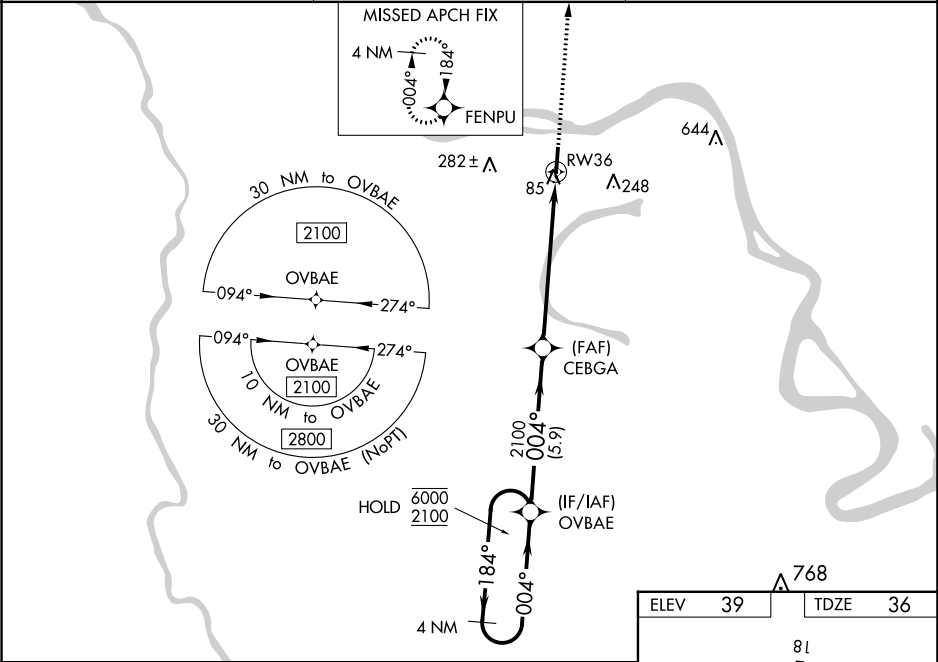 MISSED APCH FIX
4 NM
004°
184°
FENPU
644
282 ±
RW36
85
248
30 NM to OVBAE
2100
OVBAE
094°
274°
094°
274°
OVBAE
2100
10 NM to OVBAE
2800
30 NM to OVBAE (NoPT)
(FAF)
CEBGA
2100
004°
(5.9)
HOLD
6000
2100
(IF/IAF)
OVBAE
184°
004°
4 NM
768
ELEV 39
TDZE 36
18